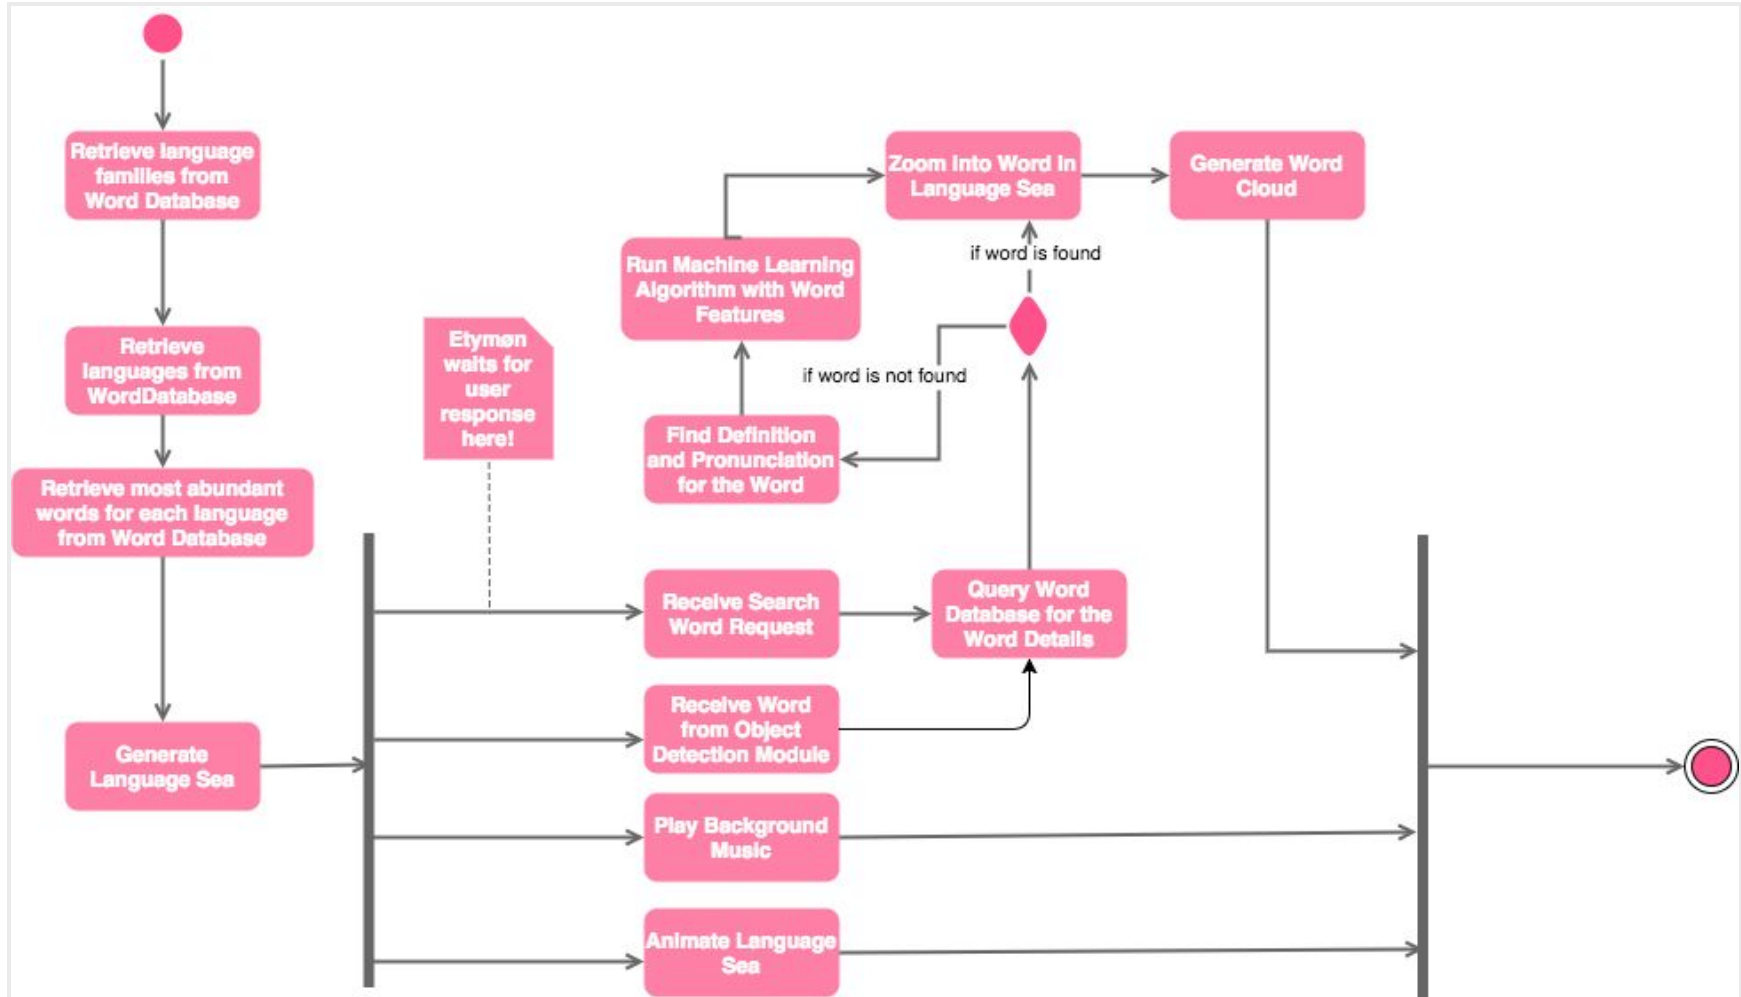 Retrieve language
families from
Word Database
Retrieve
languages from
WordDatabase
Retrieve most abundant
words for each language
from Word Database
Generate
Language Sea
Etymøn
waits for
user
response
here!
Run Machine Learning
Algorithm with Word
Features
Find Definition
and Pronunciation
for the Word
Zoom Into Word in
Language Sea
Generate Word
Cloud
if word is found
if word is not found
Receive Search
Word Request
Query Word
Database for the
Word Details
Receive Word
from Object
Detection Module
Play Background
Music
Animate Language
Sea